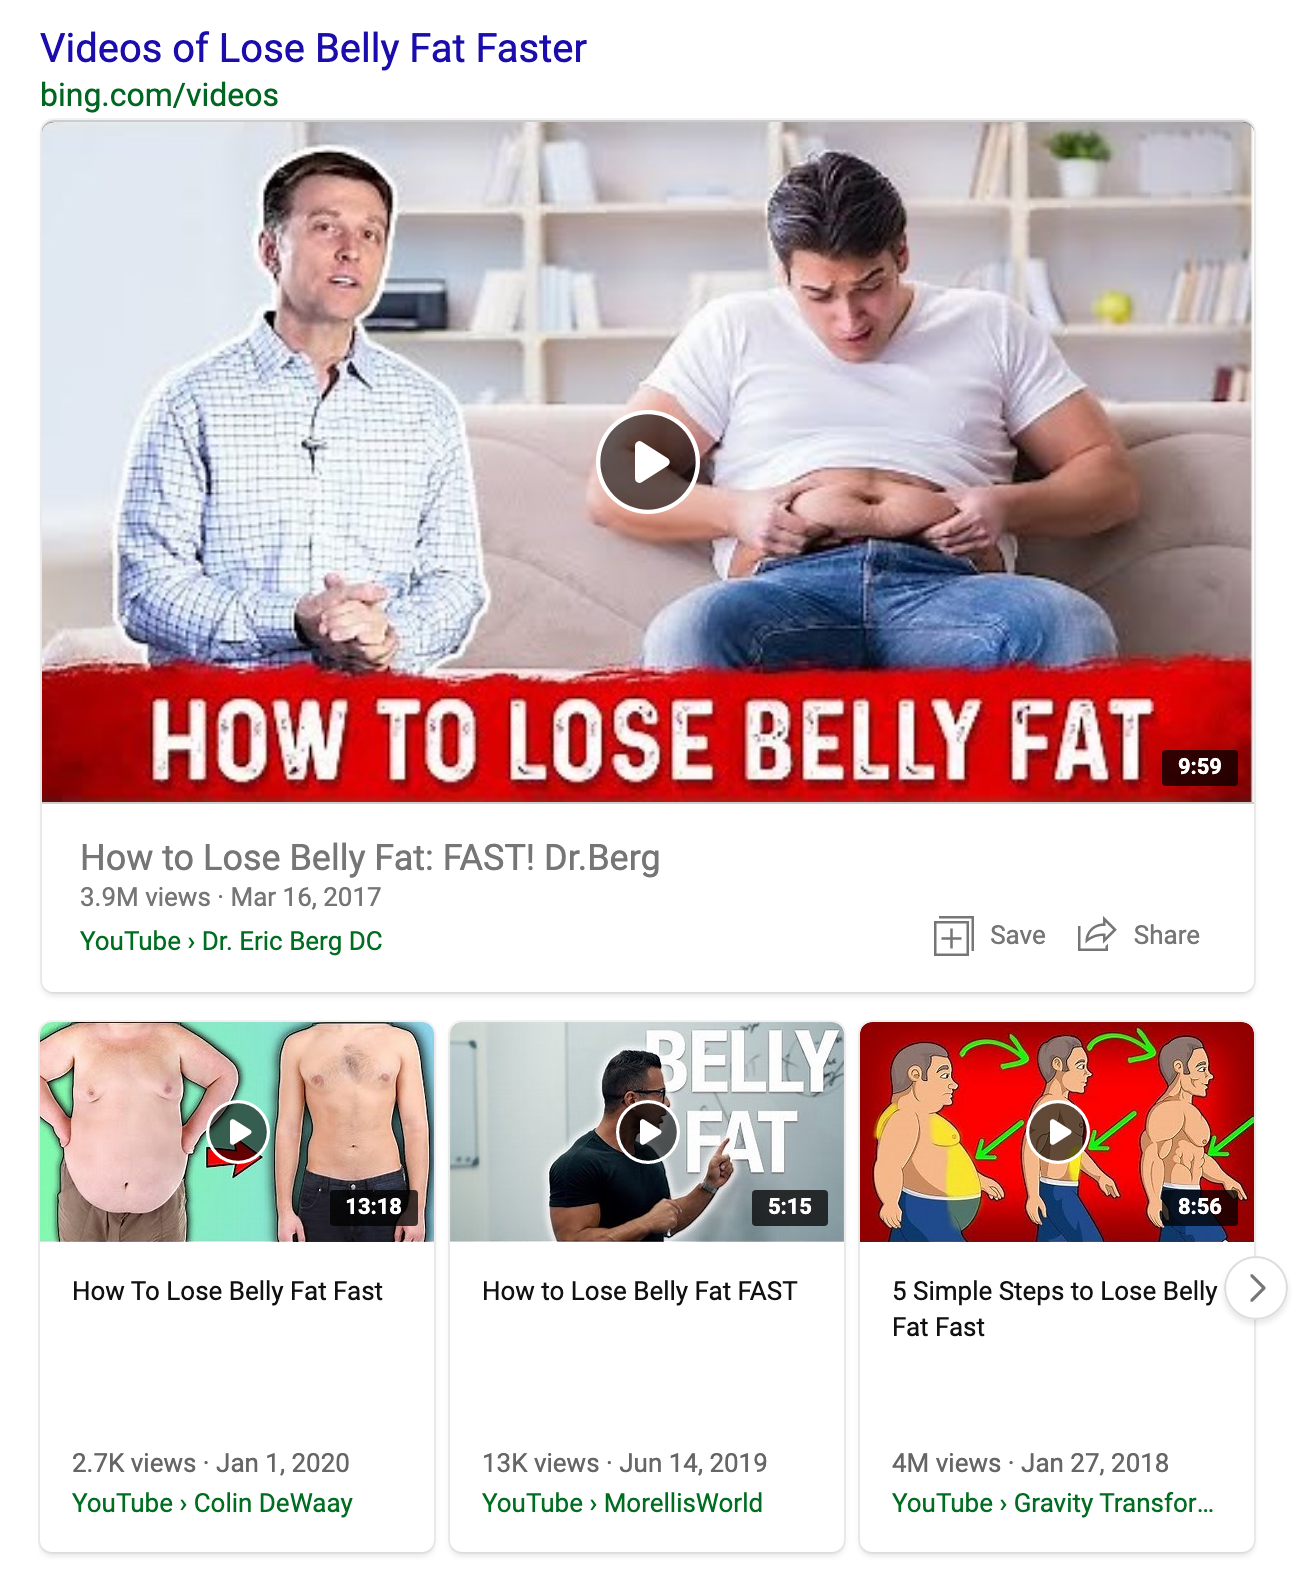 Videos of Lose Belly Fat Faster
bing.com/videos
HOW TO LOSE BELLY FAT
9:59
How to Lose Belly Fat: FAST! Dr.Berg
3.9M views · Mar 16, 2017
YouTube › Dr. Eric Berg DC
Save
Share
13:18
How To Lose Belly Fat Fast
2.7K views · Jan 1, 2020
YouTube › Colin DeWaay
BELLY
FAT
5:15
How to Lose Belly Fat FAST
13K views · Jun 14, 2019
YouTube › MorellisWorld
8:56
5 Simple Steps to Lose Belly
Fat Fast
4M views · Jan 27, 2018
YouTube › Gravity Transfor...